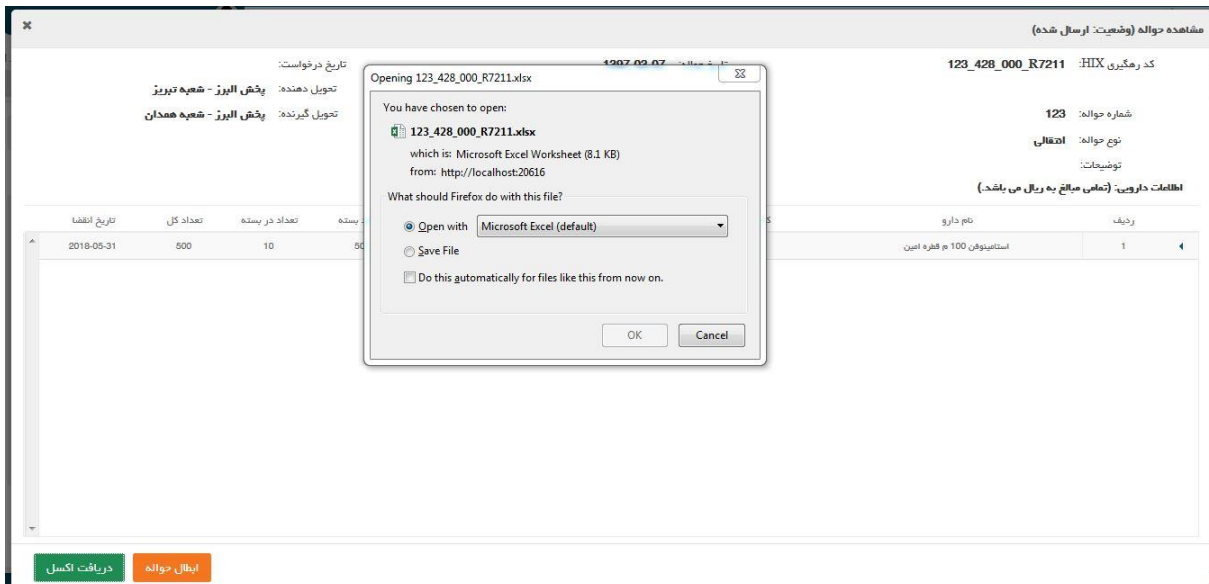 مشاهده حواله (وضعیت: ارسال شده)
کد رهگیری HIX: 123_428_000_R7211
تاریخ درخواست:
تحویل دهنده: پخش البرز - شعبه تبریز
شماره حواله: 123
تحویل گیرنده: پخش البرز - شعبه همدان
نوع حواله: انتقالی
توضیحات:
اطلاعات دارویی: (تمامی مبالغ به ریال می باشد.)
ردیف نام دارو بسته تعداد در بسته تعداد کل تاریخ انقضا
1 استامینوفن 100 م قطره امین 10 500 2018-05-31
Opening 123_428_000_R7211.xlsx
You have chosen to open:
123_428_000_R7211.xlsx
which is: Microsoft Excel Worksheet (8.1 KB)
from: http://localhost:20616
What should Firefox do with this file?
Open with Microsoft Excel (default)
Save File
Do this automatically for files like this from now on.
OK Cancel
ابطال حواله دریافت اکسل